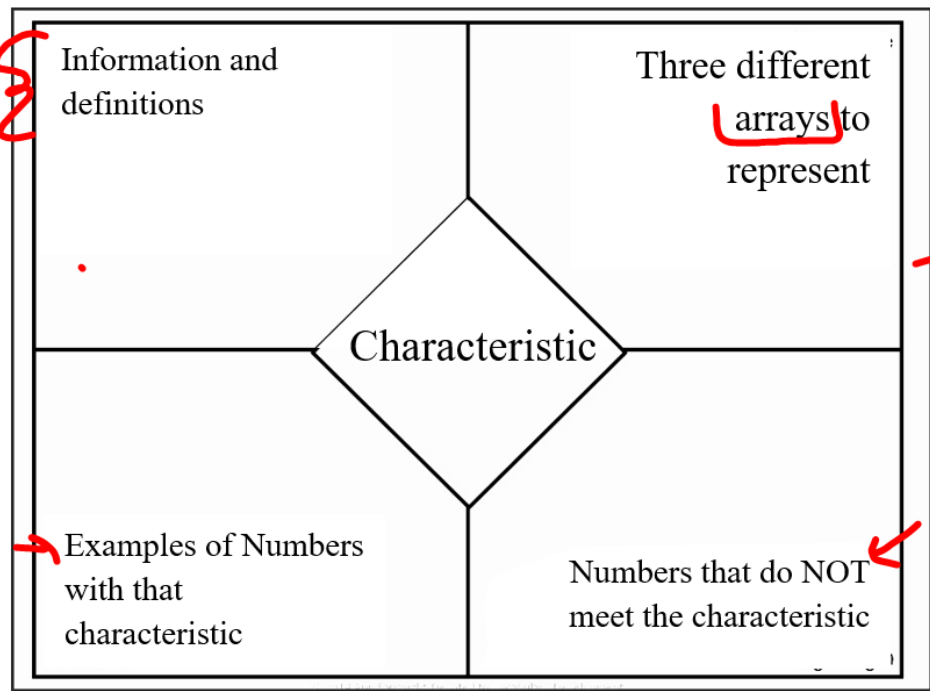 Information and
definitions
Three different
arrays to
represent
Characteristic
Examples of Numbers
with that
characteristic
Numbers that do NOT
meet the characteristic